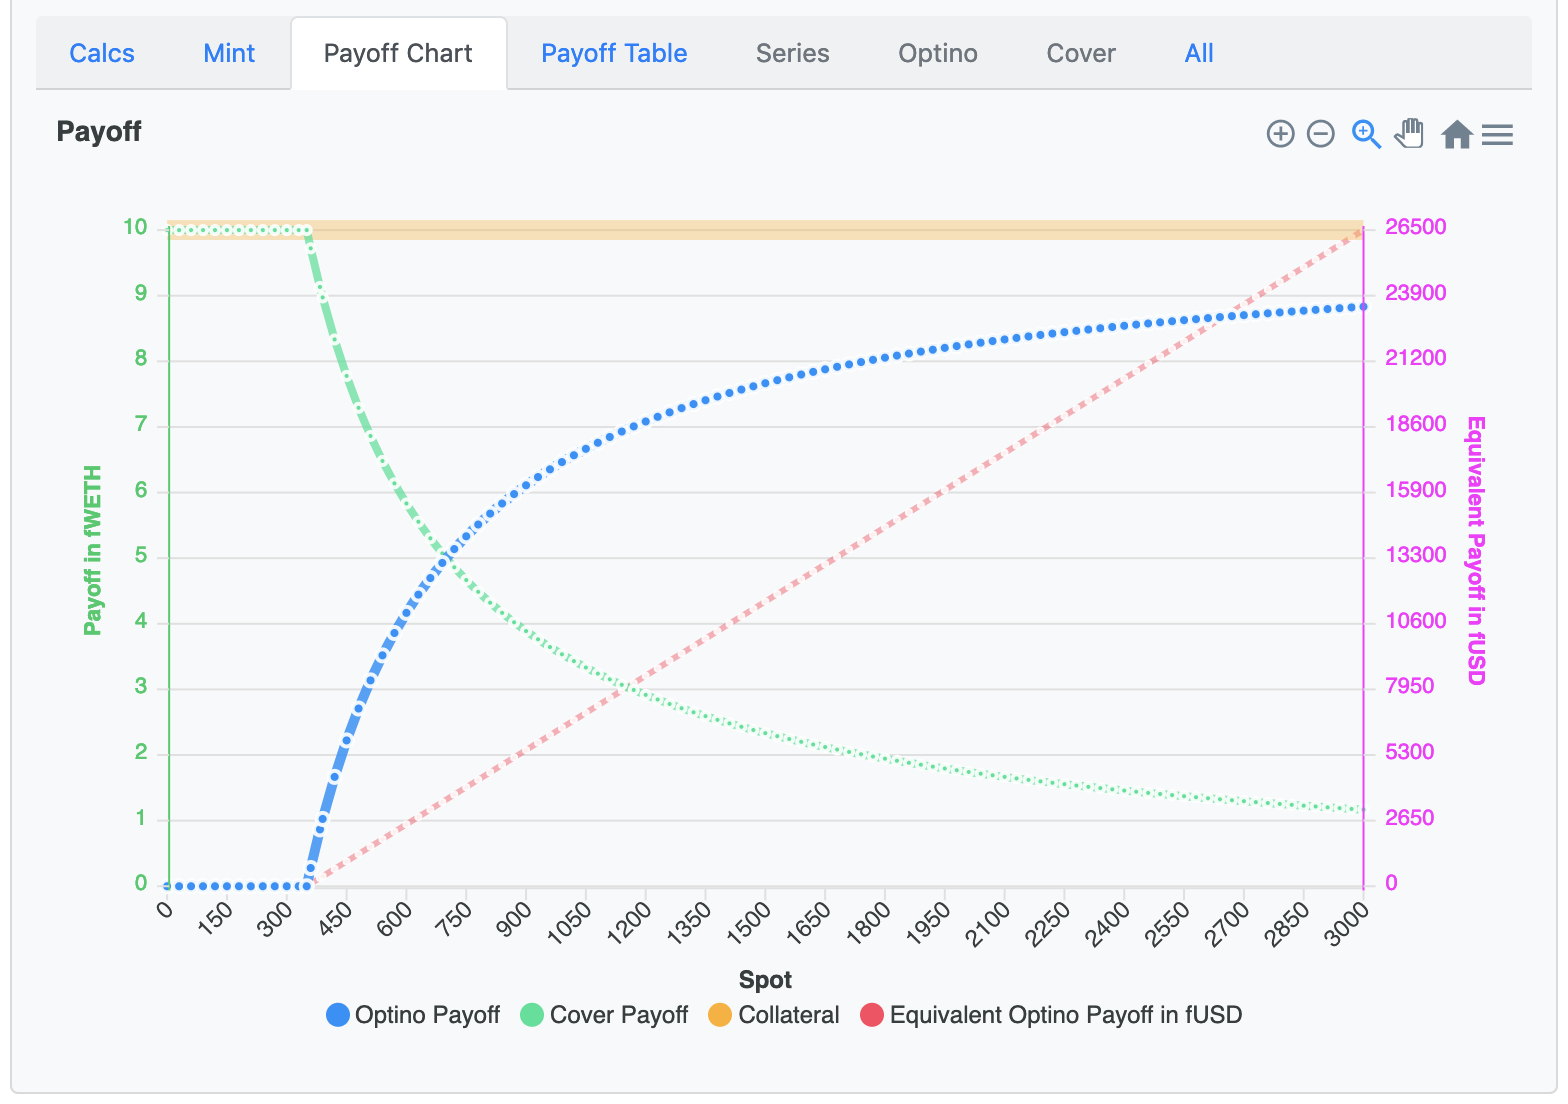 Calcs Mint Payoff Chart Payoff Table Series Optino Cover All
Payoff
10 26500
9 23900
8 21200
7 18600
6 15900
5 13300
4 10600
3 7950
2 5300
1 2650
0 0
Payoff in fWETH
Equivalent Payoff in fUSD
0 150 300 450 600 750 900 1050 1200 1350 1500 1650 1800 1950 2100 2250 2400 2550 2700 2850 3000
Spot
Optino Payoff Cover Payoff Collateral Equivalent Optino Payoff in fUSD